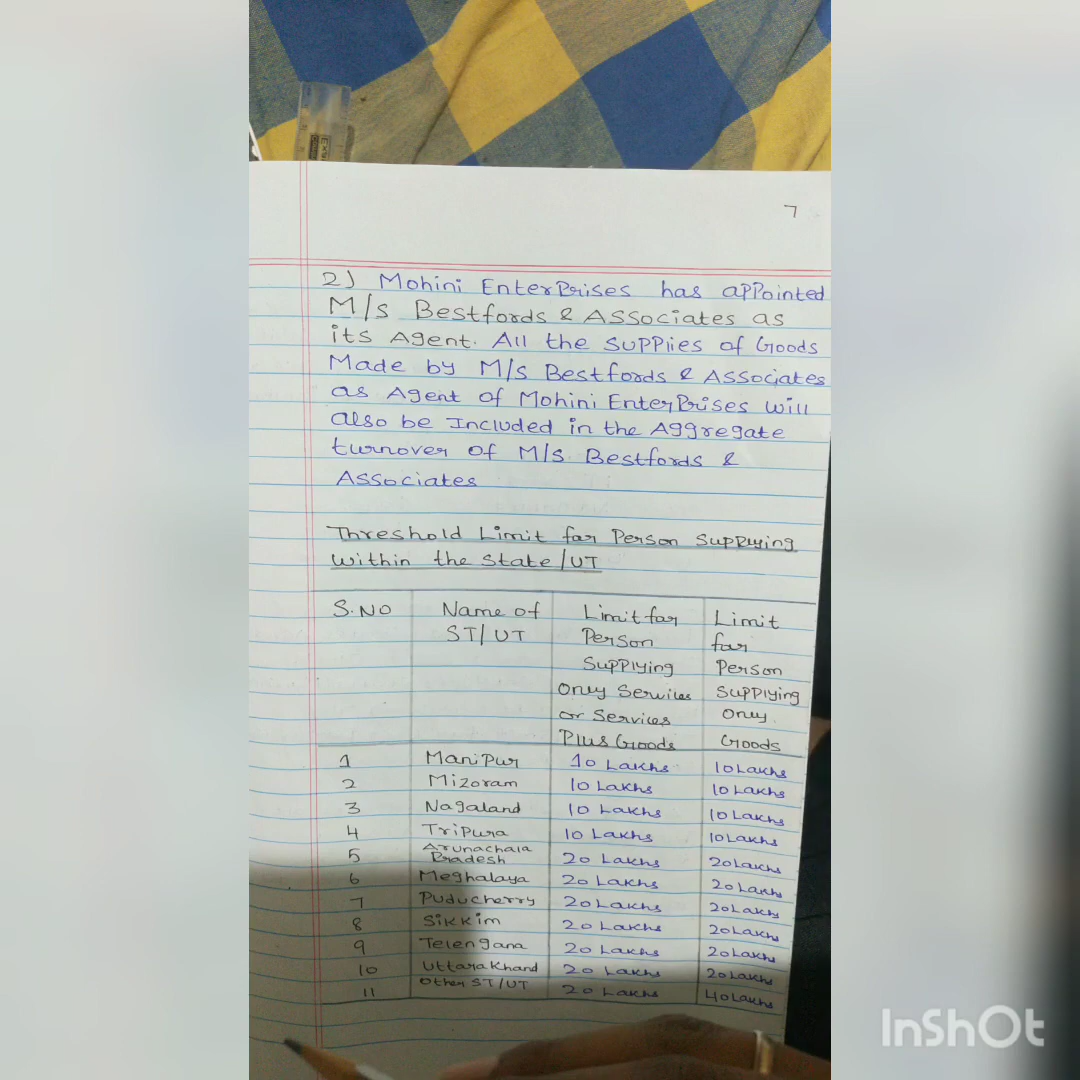 7
2) Mohini Enterprises has appointed
M/s Bestfords & Associates as
its Agent. All the supplies of Goods
Made by M/s Bestfords & Associates
as Agent of Mohini Enterprises will
also be Included in the Aggregate
turnover of M/s Bestfords &
Associates
Threshold Limit for Person Supplying
Within the State/UT
S.NO Name of ST/UT Limit for Person Supplying Only Services or Services Plus Goods Limit for Person Supplying Only Goods
1 Manipur 10 Lakhs 10 Lakhs
2 Mizoram 10 Lakhs 10 Lakhs
3 Nagaland 10 Lakhs 10 Lakhs
4 Tripura 10 Lakhs 10 Lakhs
5 Arunachala Pradesh 20 Lakhs 20 Lakhs
6 Meghalaya 20 Lakhs 20 Lakhs
7 Puducherry 20 Lakhs 20 Lakhs
8 Sikkim 20 Lakhs 20 Lakhs
9 Telengana 20 Lakhs 20 Lakhs
10 Uttarakhand 20 Lakhs 20 Lakhs
11 Other ST/UT 20 Lakhs 40 Lakhs
InShOt